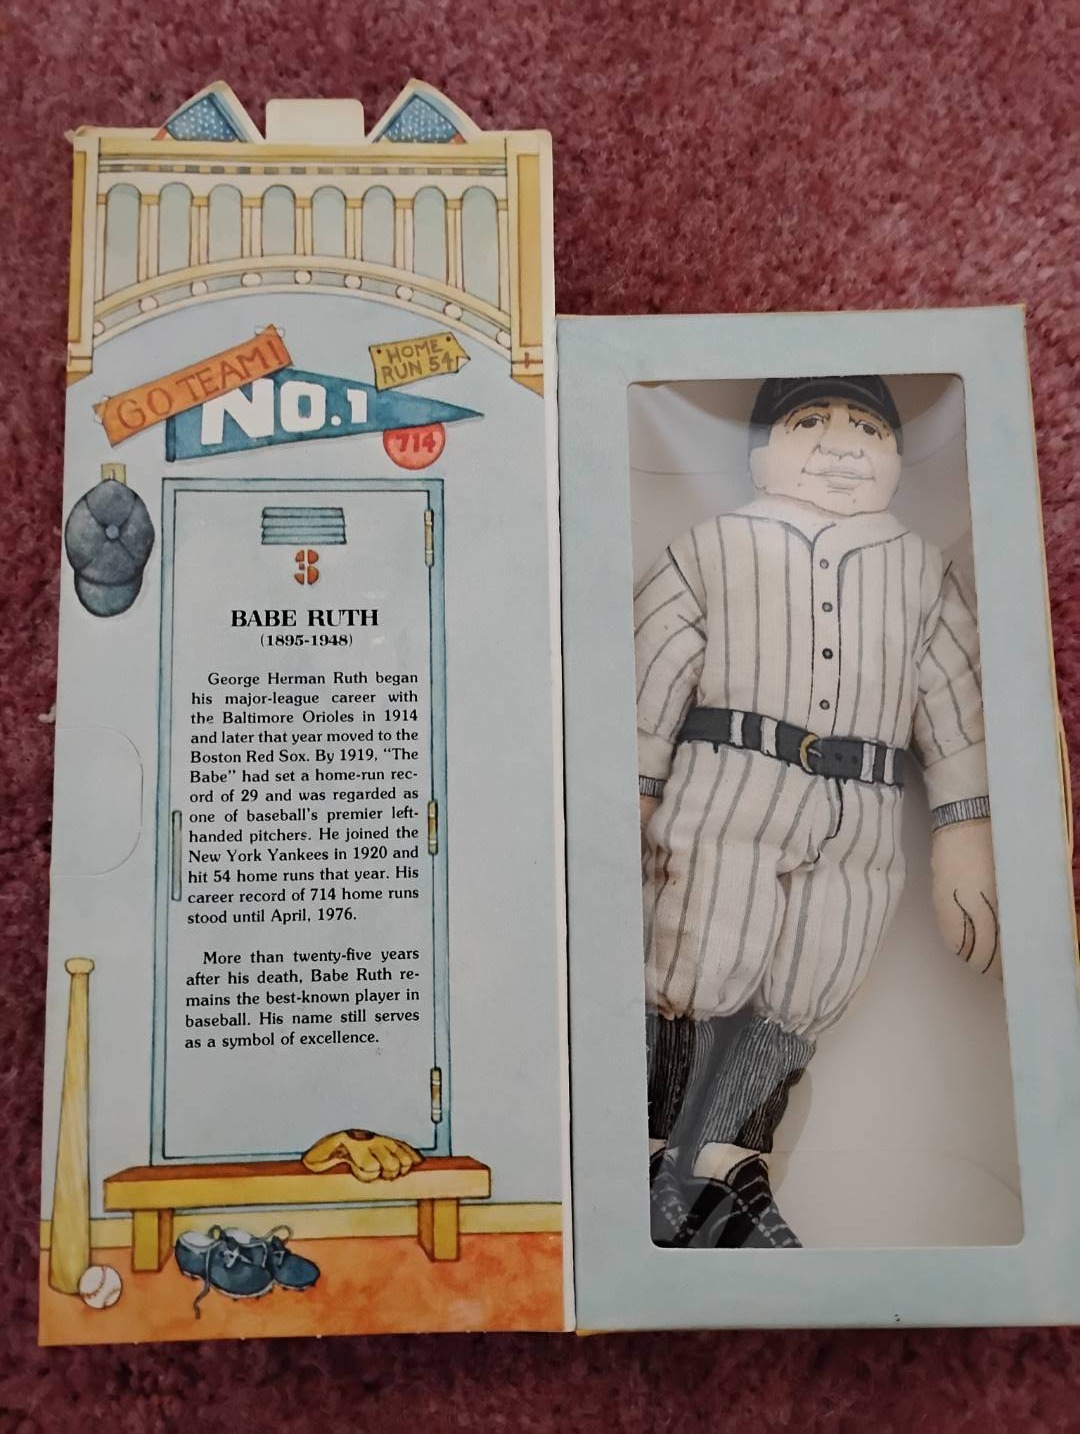 GO TEAM!
HOME
RUN 54
NO.1
714
3
BABE RUTH
(1895-1948)
George Herman Ruth began
his major-league career with
the Baltimore Orioles in 1914
and later that year moved to the
Boston Red Sox. By 1919, "The
Babe" had set a home-run rec-
ord of 29 and was regarded as
one of baseball's premier left-
handed pitchers. He joined the
New York Yankees in 1920 and
hit 54 home runs that year. His
career record of 714 home runs
stood until April, 1976.
More than twenty-five years
after his death, Babe Ruth re-
mains the best-known player in
baseball. His name still serves
as a symbol of excellence.